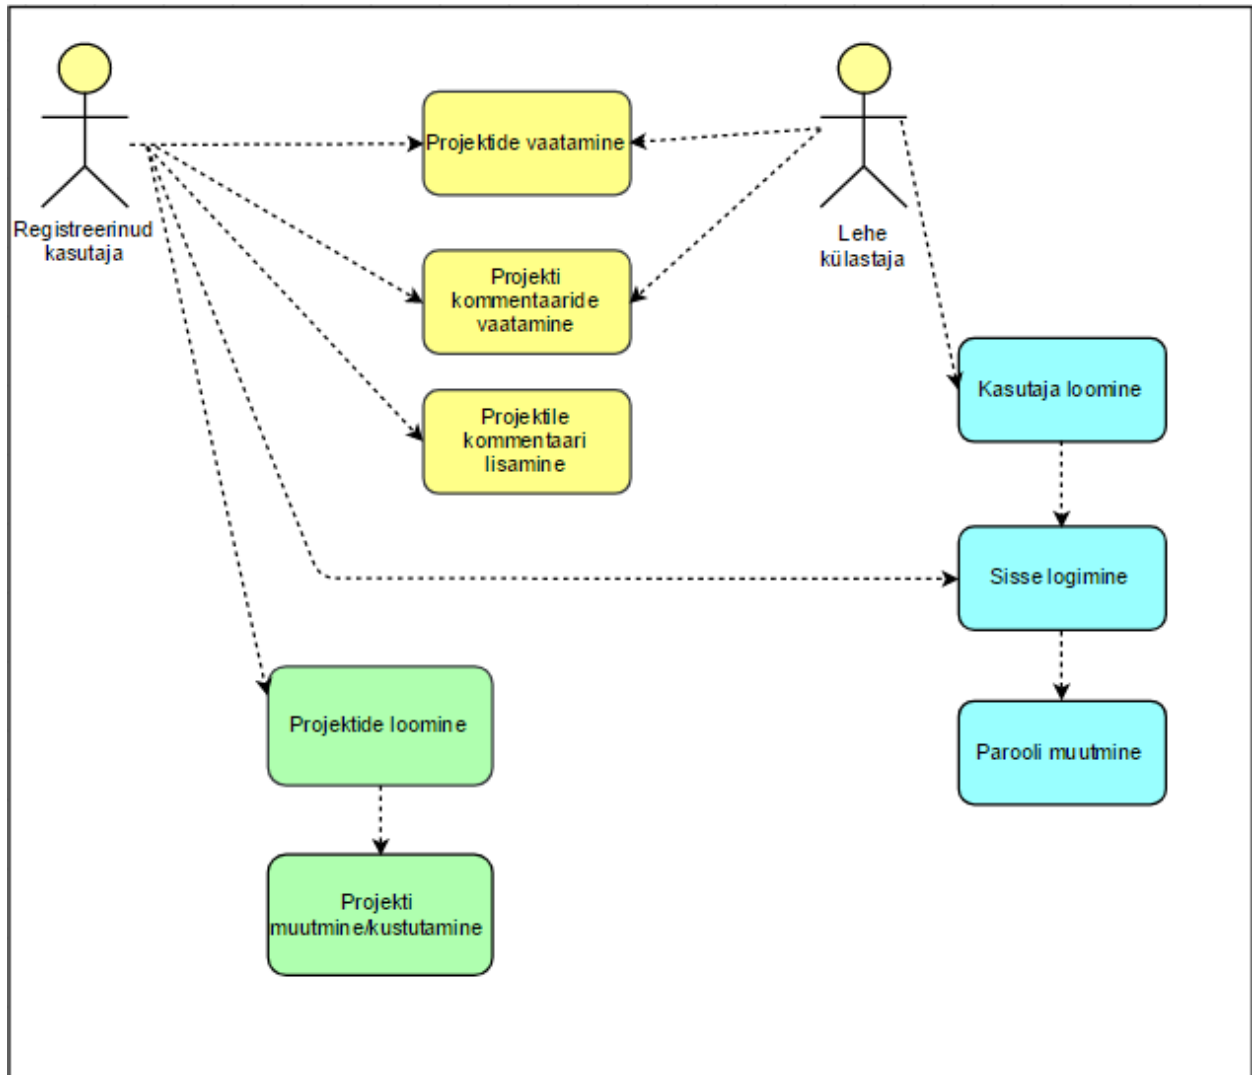 Registreerinud
kasutaja
Projektide vaatamine
Lehe
külastaja
Projekti
kommentaaride
vaatamine
Kasutaja loomine
Projektile
kommentaari
lisamine
Sisse logimine
Projektide loomine
Parooli muutmine
Projekti
muutmine/kustutamine